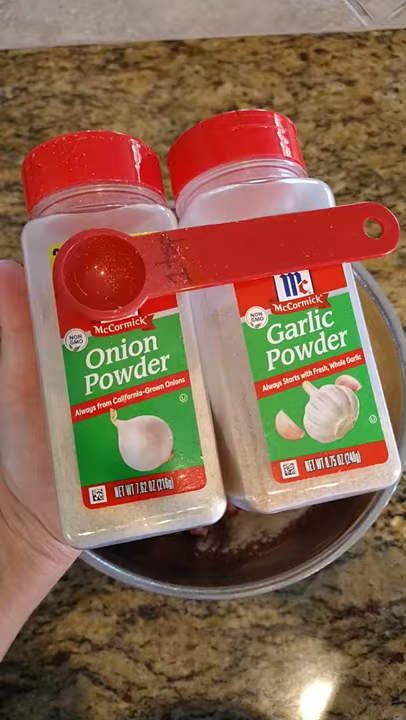 McCormick
NON
GMO
Onion
Powder
Always from California-Grown Onions
NET WT 7.62 OZ (216g)
Mc
McCormick
NON
GMO
Garlic
Powder
Always Starts with Fresh, Whole Garlic
NET WT 8.75 OZ (248g)